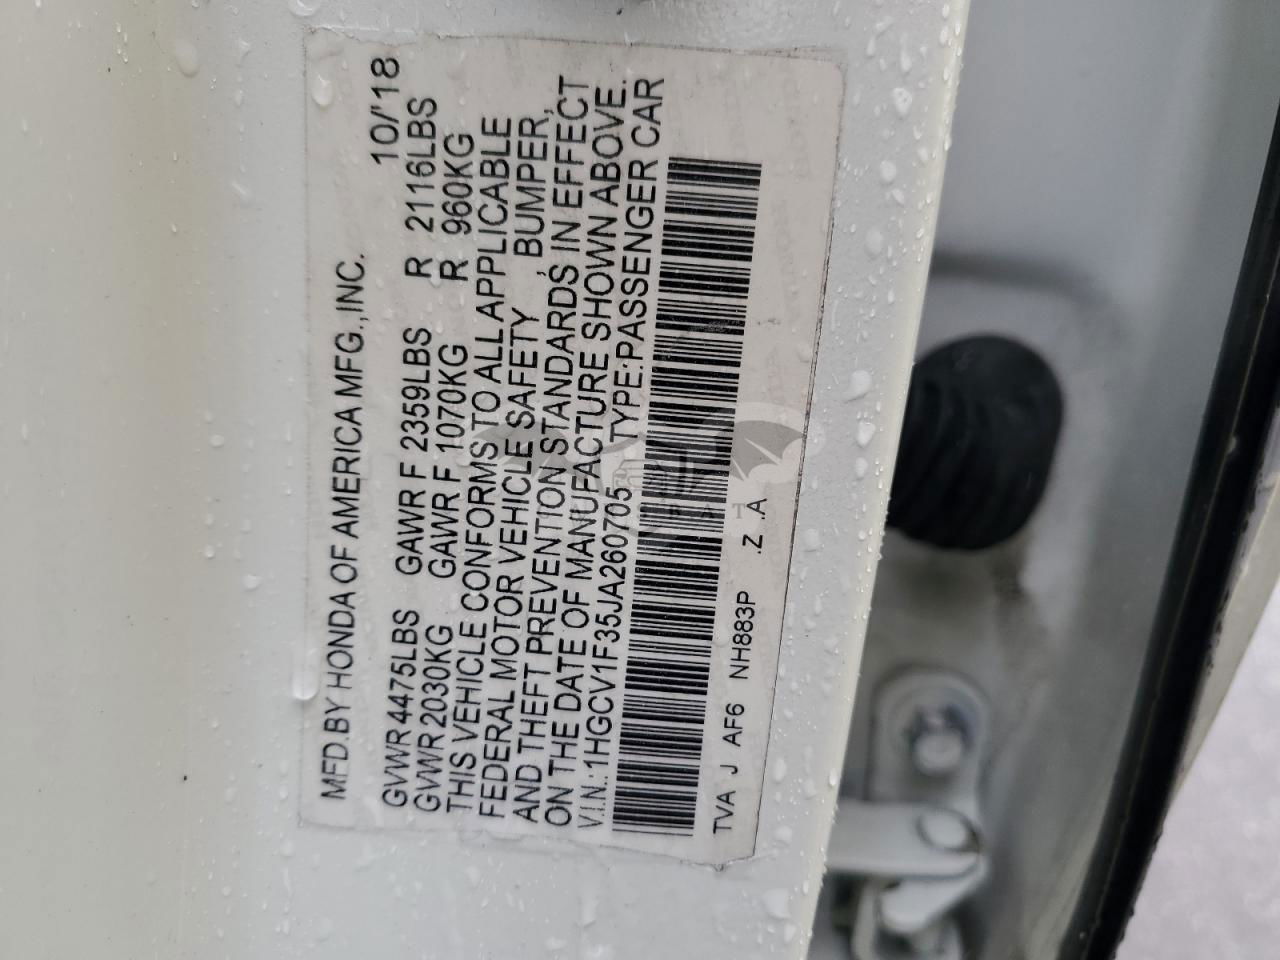 MFD.BY HONDA OF AMERICA MFG.,INC. 10/'18
GVWR 4475LBS GAWR F 2359LBS R 2116LBS
GVWR 2030KG GAWR F 1070KG R 960KG
THIS VEHICLE CONFORMS TO ALL APPLICABLE
FEDERAL MOTOR VEHICLE SAFETY, BUMPER,
AND THEFT PREVENTION STANDARDS IN EFFECT
ON THE DATE OF MANUFACTURE SHOWN ABOVE.
V.I.N.:1HGCV1F35JA260705 TYPE:PASSENGER CAR
TVA J AF6 NH883P .Z .A